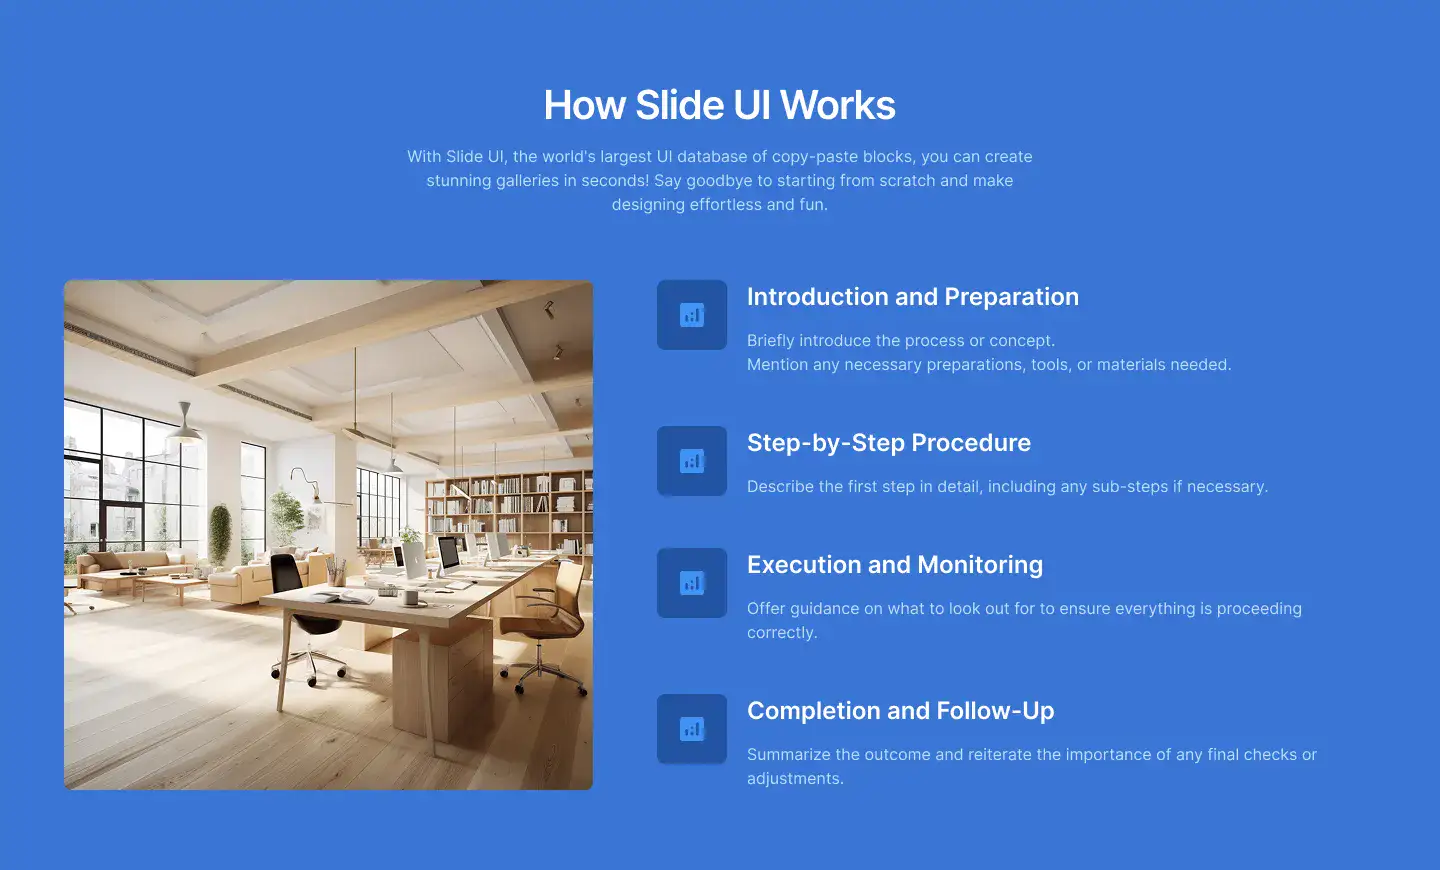 How Slide UI Works
With Slide UI, the world's largest UI database of copy-paste blocks, you can create
stunning galleries in seconds! Say goodbye to starting from scratch and make
designing effortless and fun.
Introduction and Preparation
Briefly introduce the process or concept.
Mention any necessary preparations, tools, or materials needed.
Step-by-Step Procedure
Describe the first step in detail, including any sub-steps if necessary.
Execution and Monitoring
Offer guidance on what to look out for to ensure everything is proceeding
correctly.
Completion and Follow-Up
Summarize the outcome and reiterate the importance of any final checks or
adjustments.